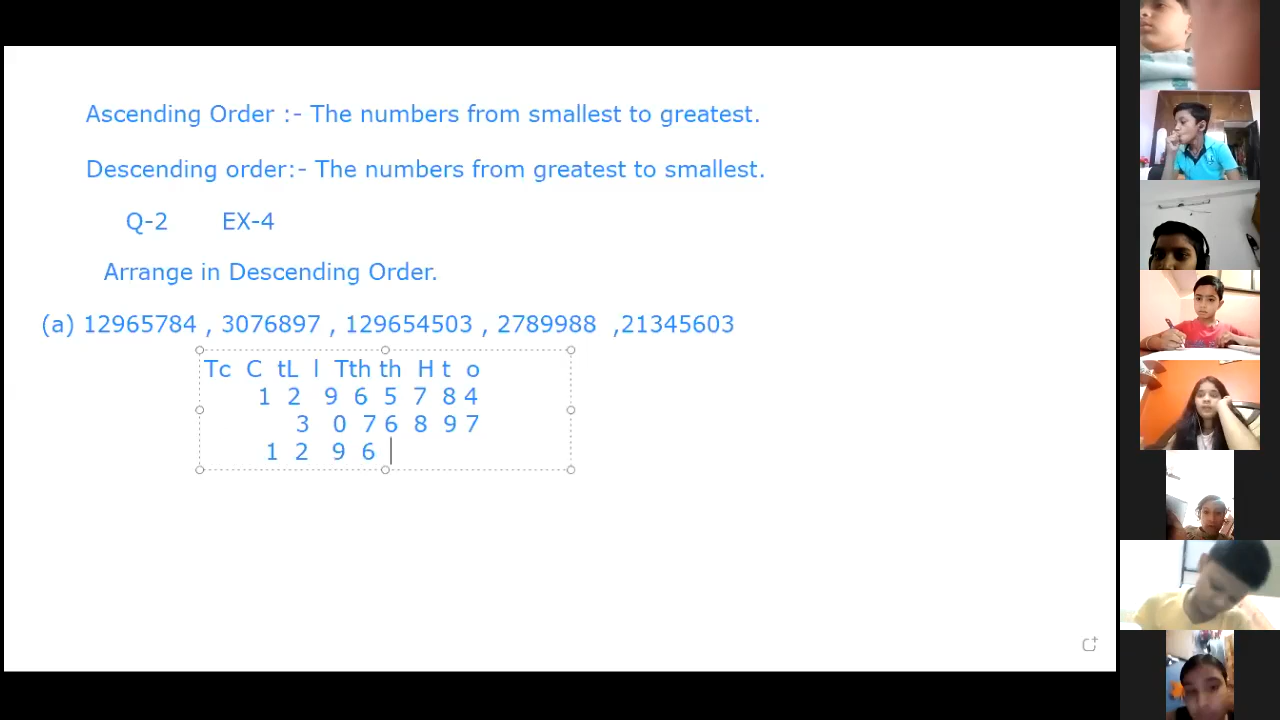 Ascending Order :- The numbers from smallest to greatest.
Descending order:- The numbers from greatest to smallest.
Q-2 EX-4
Arrange in Descending Order.
(a) 12965784 , 3076897 , 129654503 , 2789988 ,21345603
Tc C tL l Tth th H t o
1 2 9 6 5 7 8 4
3 0 7 6 8 9 7
1 2 9 6